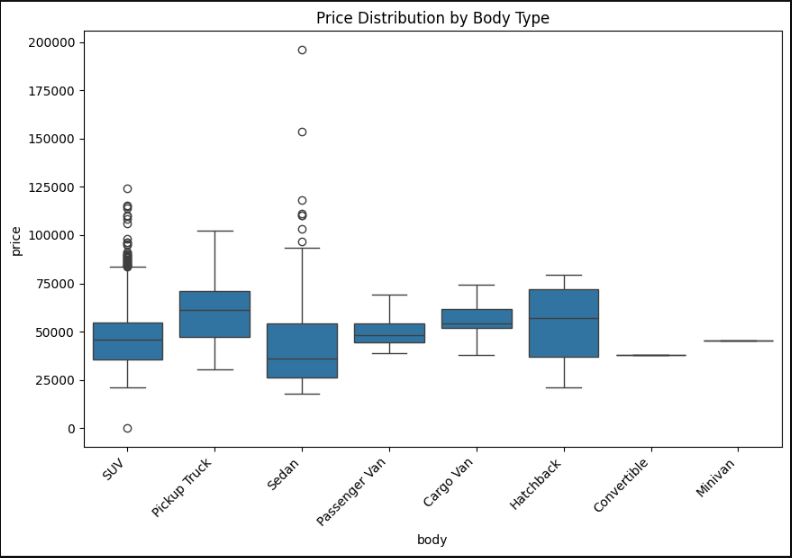 Price Distribution by Body Type
200000
175000
150000
125000
100000
75000
50000
25000
0
price
SUV
Pickup Truck
Sedan
Passenger Van
Cargo Van
Hatchback
Convertible
Minivan
body